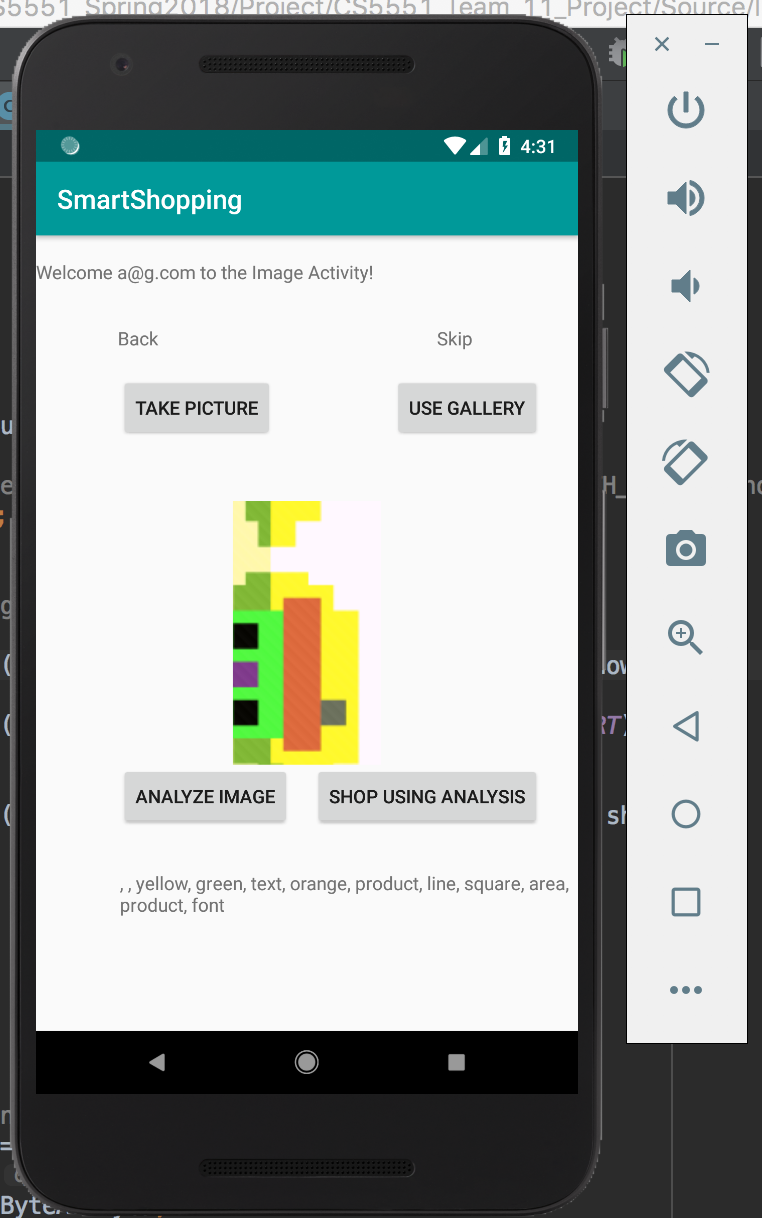 S5551_Spring2018/Project/CS5551_Team_11_Project/Source/
4:31
SmartShopping
Welcome a@g.com to the Image Activity!
Back Skip
TAKE PICTURE USE GALLERY
ANALYZE IMAGE SHOP USING ANALYSIS
, , yellow, green, text, orange, product, line, square, area,
product, font